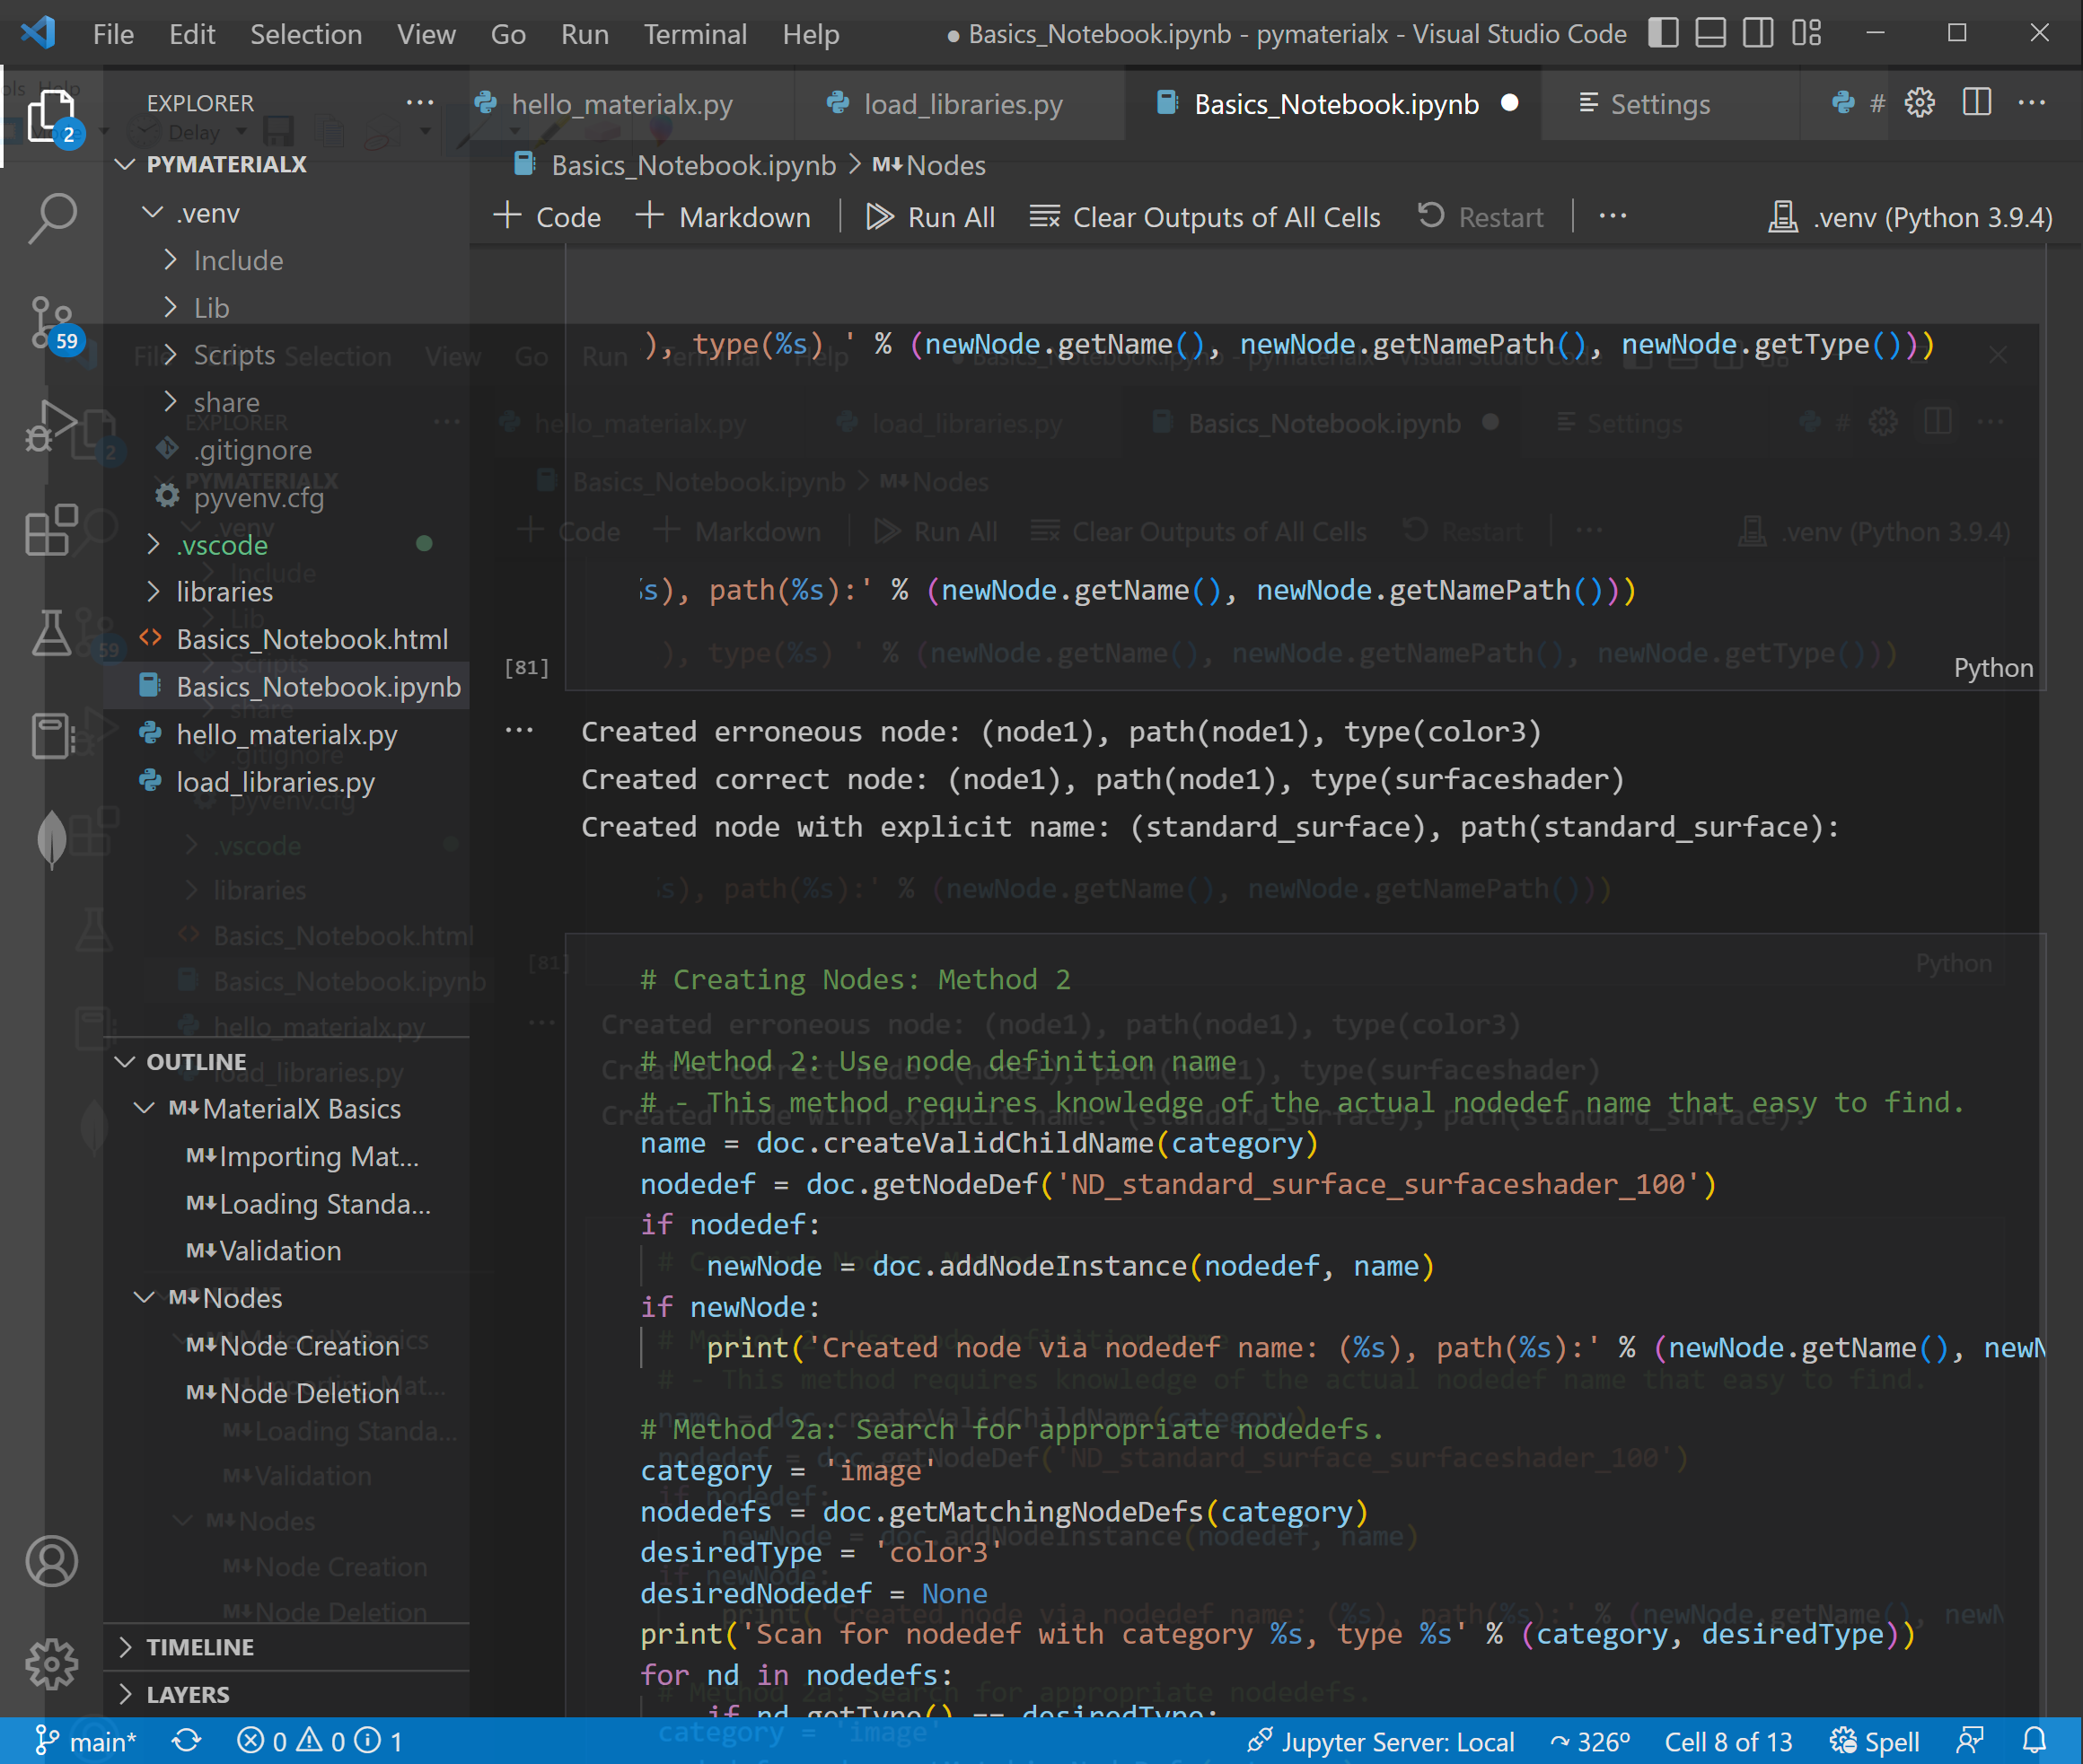 File Edit Selection View Go Run Terminal Help ● Basics_Notebook.ipynb - pymaterialx - Visual Studio Code
EXPLORER ...
hello_materialx.py load_libraries.py Basics_Notebook.ipynb ● Settings # ...
2
Delay
PYMATERIALX
Basics_Notebook.ipynb > M↓Nodes
.venv
+ Code + Markdown Run All Clear Outputs of All Cells Restart ... .venv (Python 3.9.4)
Include
Lib
59
Scripts
share
.gitignore
pyvenv.cfg
.vscode
libraries
Basics_Notebook.html
Basics_Notebook.ipynb
hello_materialx.py
load_libraries.py
), type(%s) ' % (newNode.getName(), newNode.getNamePath(), newNode.getType()))
%s), path(%s):' % (newNode.getName(), newNode.getNamePath()))
[81]
Python
... Created erroneous node: (node1), path(node1), type(color3)
Created correct node: (node1), path(node1), type(surfaceshader)
Created node with explicit name: (standard_surface), path(standard_surface):
# Creating Nodes: Method 2
# Method 2: Use node definition name
# - This method requires knowledge of the actual nodedef name that easy to find.
name = doc.createValidChildName(category)
nodedef = doc.getNodeDef('ND_standard_surface_surfaceshader_100')
if nodedef:
newNode = doc.addNodeInstance(nodedef, name)
if newNode:
print('Created node via nodedef name: (%s), path(%s):' % (newNode.getName(), newN
# Method 2a: Search for appropriate nodedefs.
category = 'image'
nodedefs = doc.getMatchingNodeDefs(category)
desiredType = 'color3'
desiredNodedef = None
print('Scan for nodedef with category %s, type %s' % (category, desiredType))
for nd in nodedefs:
if nd.getType() == desiredType:
OUTLINE
M↓MaterialX Basics
M↓Importing Mat...
M↓Loading Standa...
M↓Validation
M↓Nodes
M↓Node Creation
M↓Node Deletion
TIMELINE
LAYERS
main* 0 0 1 Jupyter Server: Local 326° Cell 8 of 13 Spell